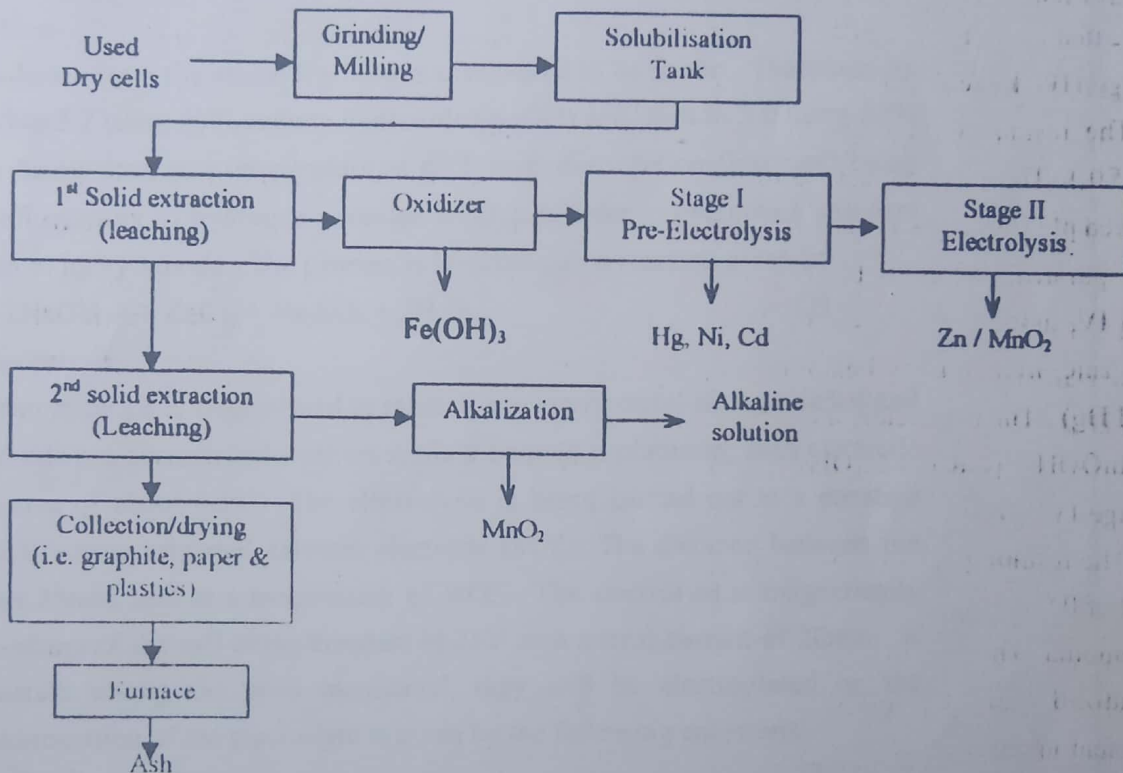 Used
Dry cells
Grinding/
Milling
Solubilisation
Tank
1st Solid extraction
(leaching)
Oxidizer
Stage I
Pre-Electrolysis
Stage II
Electrolysis
Fe(OH)3
Hg, Ni, Cd
Zn / MnO2
2nd solid extraction
(Leaching)
Alkalization
Alkaline
solution
MnO2
Collection/drying
(i.e. graphite, paper &
plastics)
Furnace
Ash